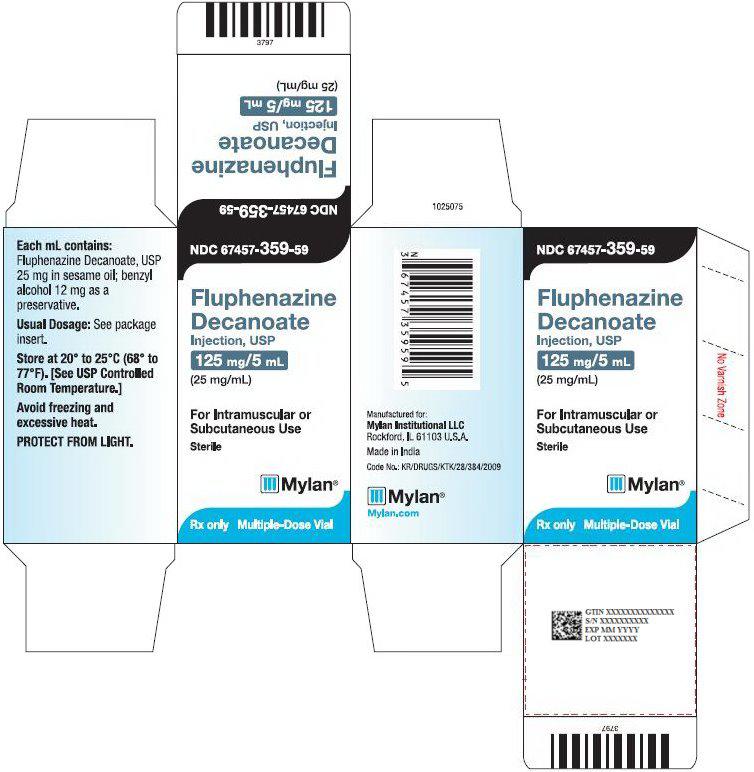 3797
(25 mg/mL)
125 mg/5 mL
Injection, USP
Decanoate
Fluphenazine
NDC 67457-359-59
Each mL contains:
Fluphenazine Decanoate, USP
25 mg in sesame oil; benzyl
alcohol 12 mg as a
preservative.
Usual Dosage: See package
insert.
Store at 20° to 25°C (68° to
77°F). [See USP Controlled
Room Temperature.]
Avoid freezing and
excessive heat.
PROTECT FROM LIGHT.
NDC 67457-359-59
Fluphenazine
Decanoate
Injection, USP
125 mg/5 mL
(25 mg/mL)
For Intramuscular or
Subcutaneous Use
Sterile
Mylan®
Rx only Multiple-Dose Vial
1025075
N
3 67457 35959 5
Manufactured for:
Mylan Institutional LLC
Rockford, IL 61103 U.S.A.
Made in India
Code No.: KR/DRUGS/KTK/28/384/2009
Mylan®
Mylan.com
NDC 67457-359-59
Fluphenazine
Decanoate
Injection, USP
125 mg/5 mL
(25 mg/mL)
For Intramuscular or
Subcutaneous Use
Sterile
Mylan®
Rx only Multiple-Dose Vial
No Varnish Zone
GTIN XXXXXXXXXXXXXX
S/N XXXXXXXXXX
EXP MM YYYY
LOT XXXXXXX
3797